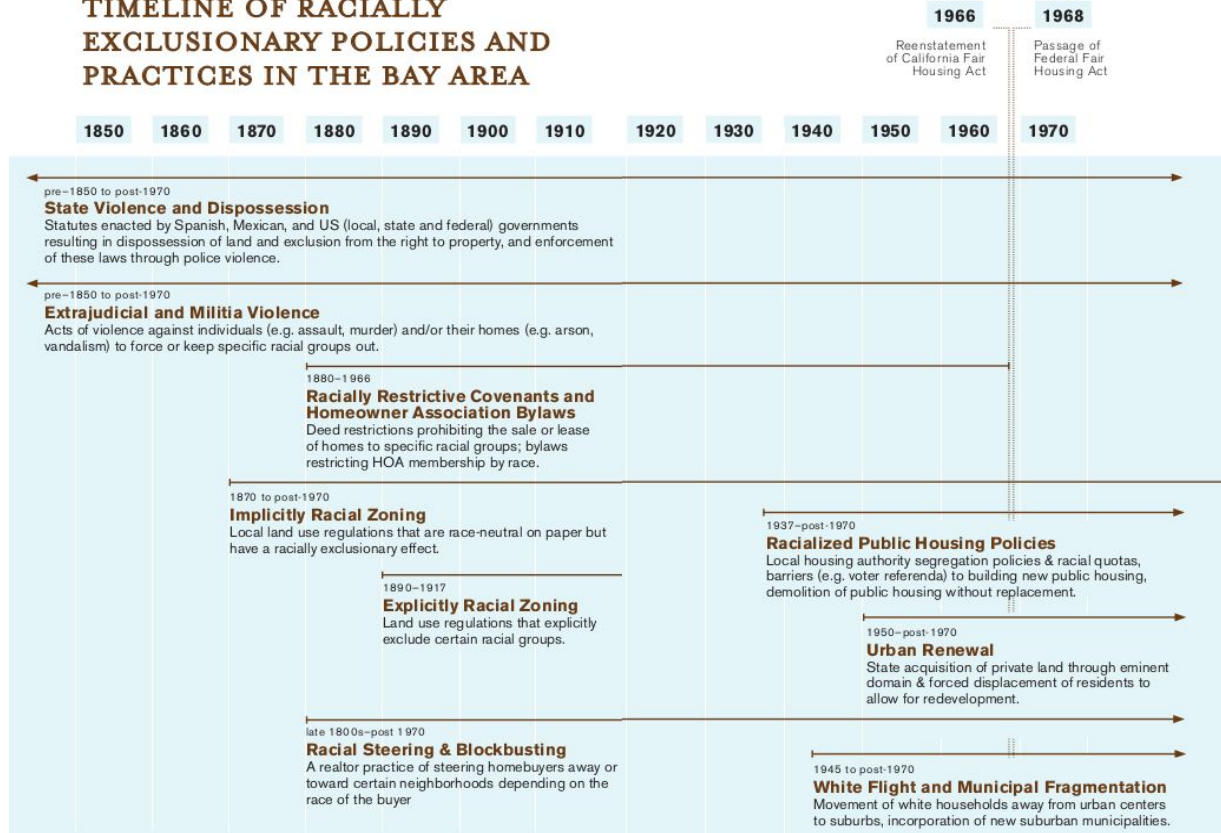 TIMELINE OF RACIALLY
EXCLUSIONARY POLICIES AND
PRACTICES IN THE BAY AREA
1966
Reenstatement
of California Fair
Housing Act
1968
Passage of
Federal Fair
Housing Act
1850 1860 1870 1880 1890 1900 1910 1920 1930 1940 1950 1960 1970
pre–1850 to post-1970
State Violence and Dispossession
Statutes enacted by Spanish, Mexican, and US (local, state and federal) governments
resulting in dispossession of land and exclusion from the right to property, and enforcement
of these laws through police violence.
pre–1850 to post-1970
Extrajudicial and Militia Violence
Acts of violence against individuals (e.g. assault, murder) and/or their homes (e.g. arson,
vandalism) to force or keep specific racial groups out.
1880–1966
Racially Restrictive Covenants and
Homeowner Association Bylaws
Deed restrictions prohibiting the sale or lease
of homes to specific racial groups; bylaws
restricting HOA membership by race.
1870 to post-1970
Implicitly Racial Zoning
Local land use regulations that are race-neutral on paper but
have a racially exclusionary effect.
1937–post-1970
Racialized Public Housing Policies
Local housing authority segregation policies & racial quotas,
barriers (e.g. voter referenda) to building new public housing,
demolition of public housing without replacement.
1890–1917
Explicitly Racial Zoning
Land use regulations that explicitly
exclude certain racial groups.
1950–post-1970
Urban Renewal
State acquisition of private land through eminent
domain & forced displacement of residents to
allow for redevelopment.
late 1800s–post 1970
Racial Steering & Blockbusting
A realtor practice of steering homebuyers away or
toward certain neighborhoods depending on the
race of the buyer
1945 to post-1970
White Flight and Municipal Fragmentation
Movement of white households away from urban centers
to suburbs, incorporation of new suburban municipalities.